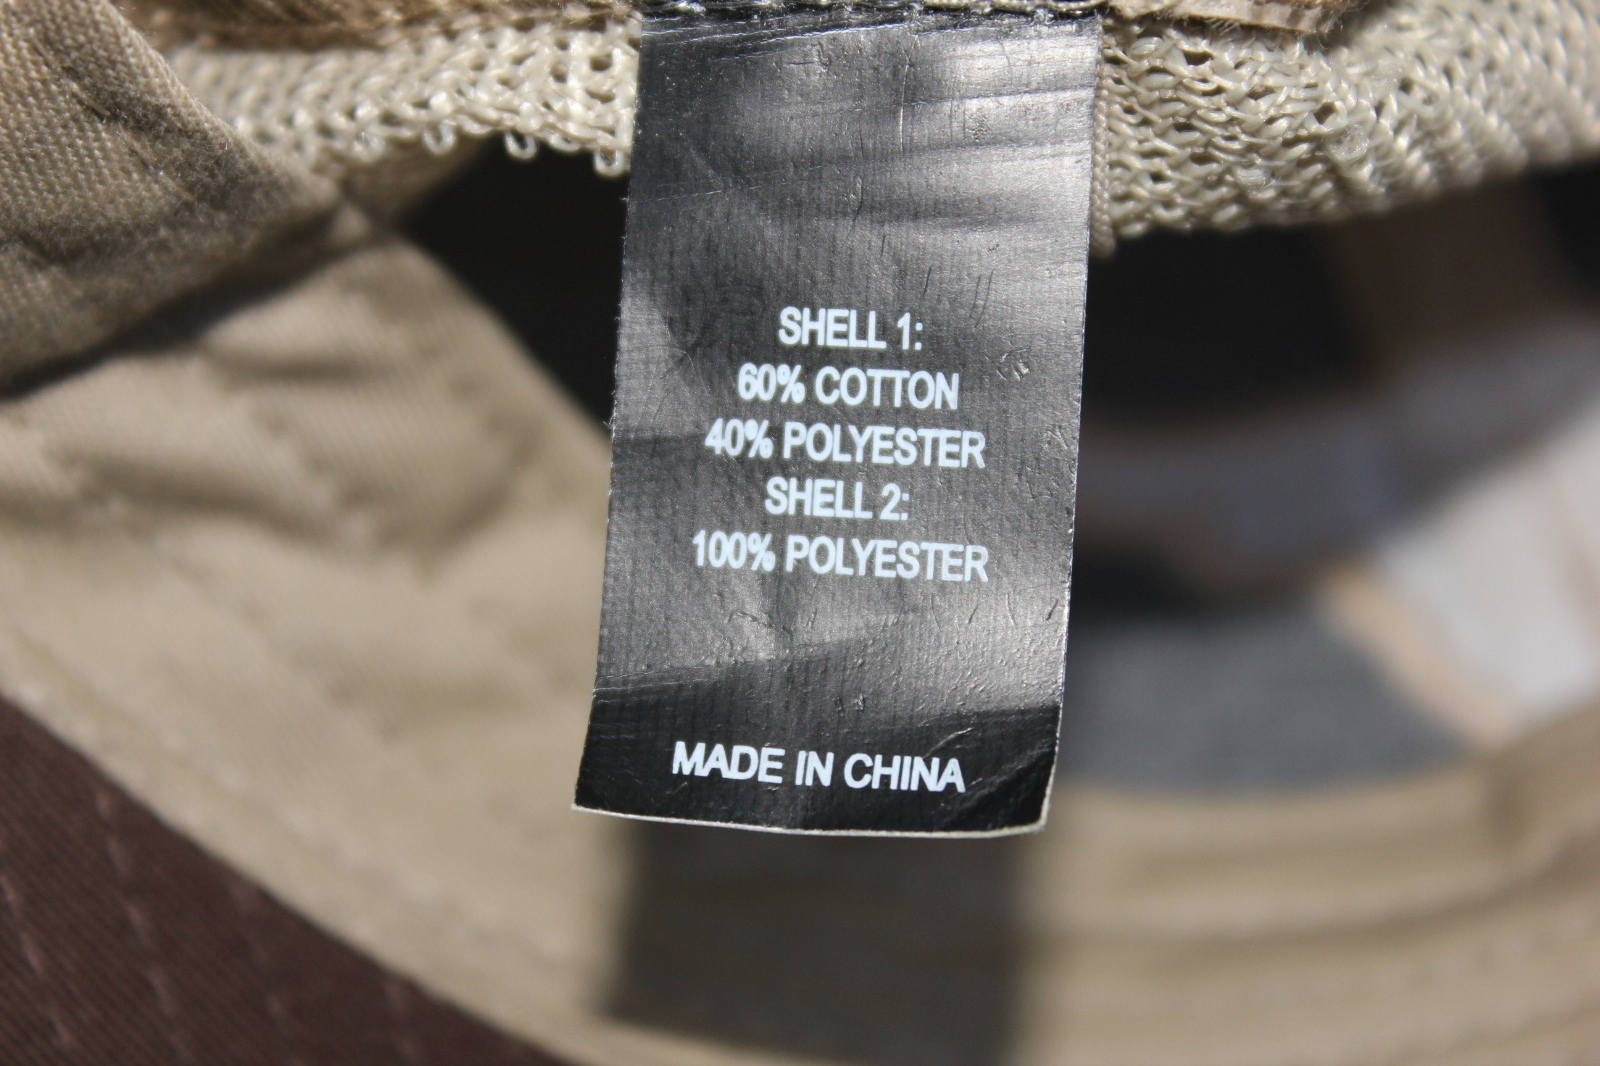 SHELL 1:
60% COTTON
40% POLYESTER
SHELL 2:
100% POLYESTER
MADE IN CHINA